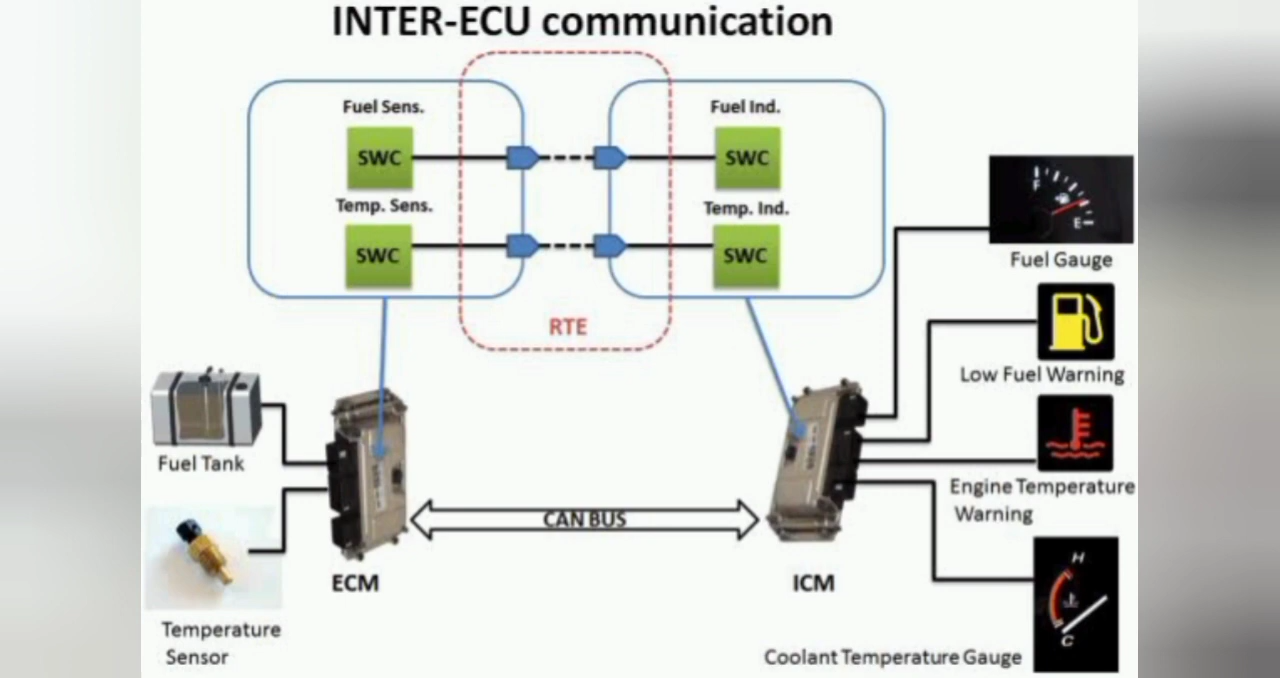 INTER-ECU communication
Fuel Sens.
Fuel Ind.
SWC
SWC
Temp. Sens.
Temp. Ind.
SWC
SWC
RTE
F
E
Fuel Gauge
Low Fuel Warning
Fuel Tank
Engine Temperature
Warning
CAN BUS
ECM
ICM
H
C
Temperature
Sensor
Coolant Temperature Gauge